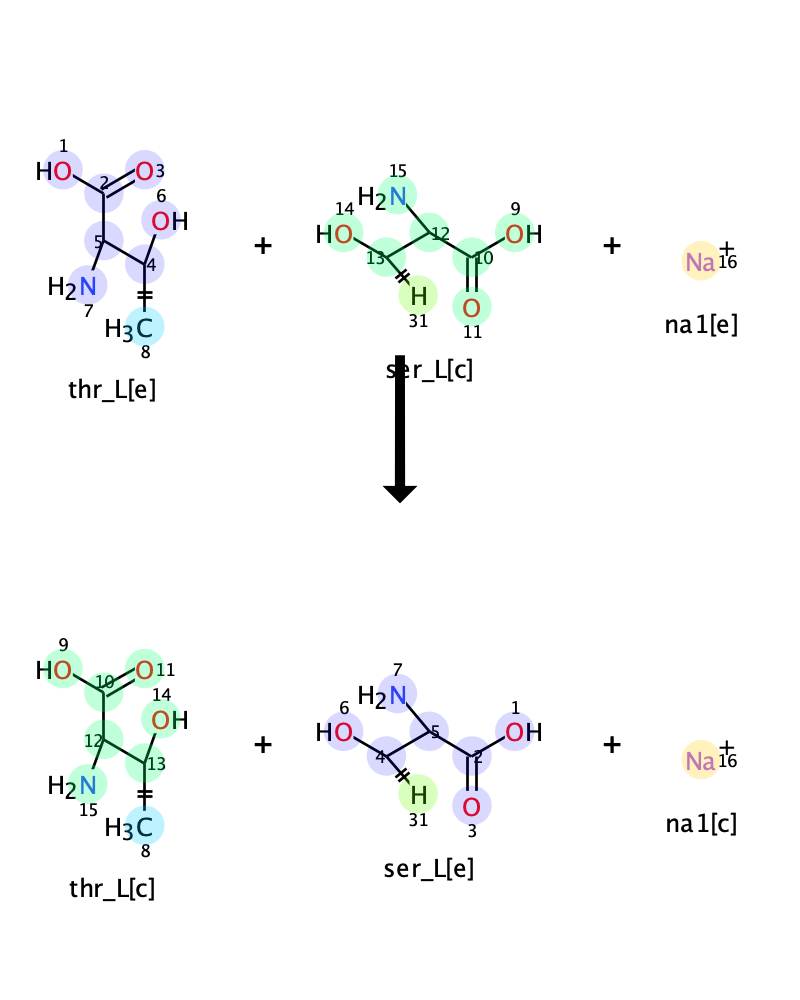 1 HO 2 O 3 6 OH 5 4 H2N 7 H3C 8
thr_L[e]
+
15 H2N 14 HO 12 9 OH 13 10 H 31 O 11
ser_L[c]
+
Na+ 16
na1[e]
9 HO 10 O 11 14 OH 12 13 H2N 15 H3C 8
thr_L[c]
+
7 H2N 6 HO 5 1 OH 4 2 H 31 O 3
ser_L[e]
+
Na+ 16
na1[c]